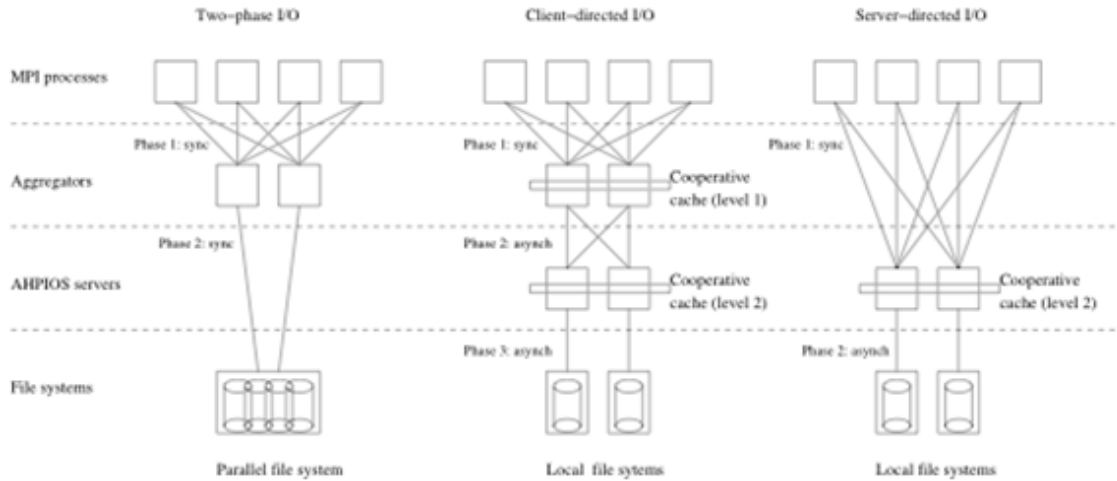 Two-phase I/O Client-directed I/O Server-directed I/O
MPI processes
Phase 1: sync Phase 1: sync Phase 1: sync
Aggregators Cooperative
cache (level 1)
Phase 2: sync Phase 2: asynch
AHPIOS servers Cooperative Cooperative
cache (level 2) cache (level 2)
Phase 3: asynch Phase 2: asynch
File systems
Parallel file system Local file sytems Local file systems